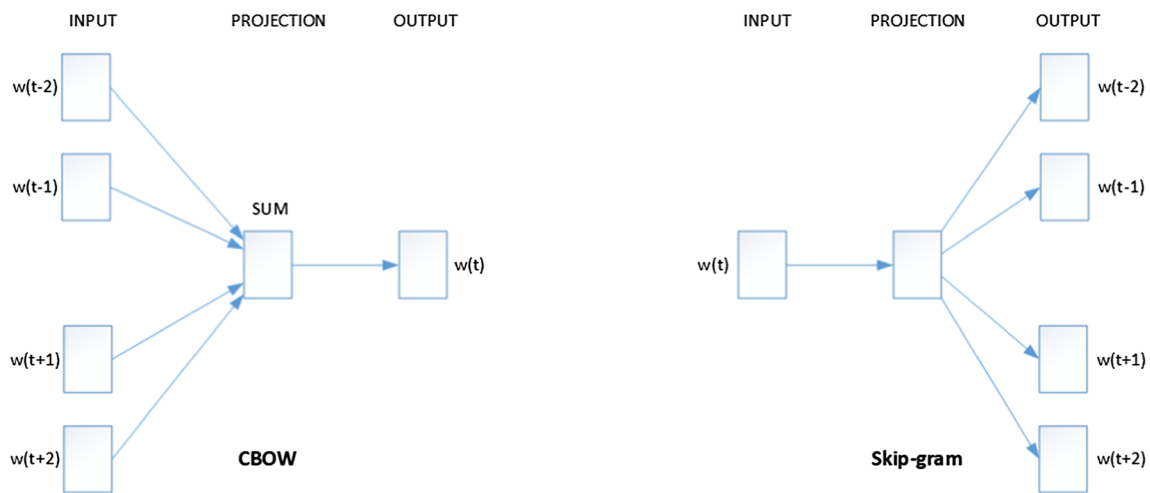 INPUT PROJECTION OUTPUT
w(t-2)
w(t-1)
SUM
w(t)
w(t+1)
w(t+2)
CBOW
INPUT PROJECTION OUTPUT
w(t-2)
w(t-1)
w(t)
w(t+1)
w(t+2)
Skip-gram